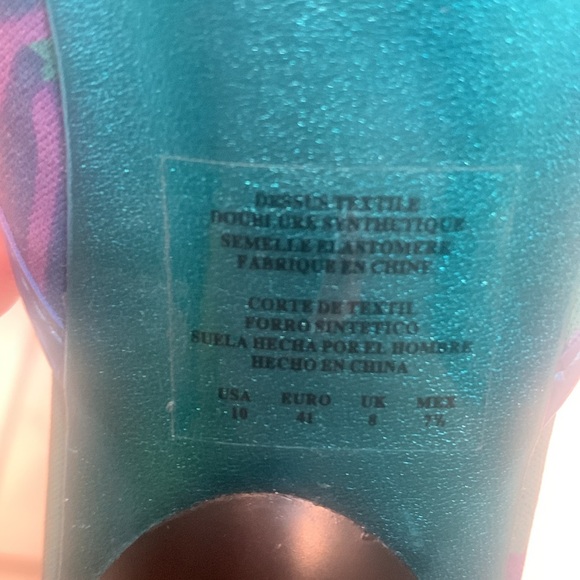 DESSUS TEXTILE
DOUBLURE SYNTHETIQUE
SEMELLE ELASTOMERE
FABRIQUE EN CHINE
CORTE DE TEXTIL
FORRO SINTETICO
SUELA HECHA POR EL HOMBRE
HECHO EN CHINA
USA EURO UK MEX
10 41 8 7½